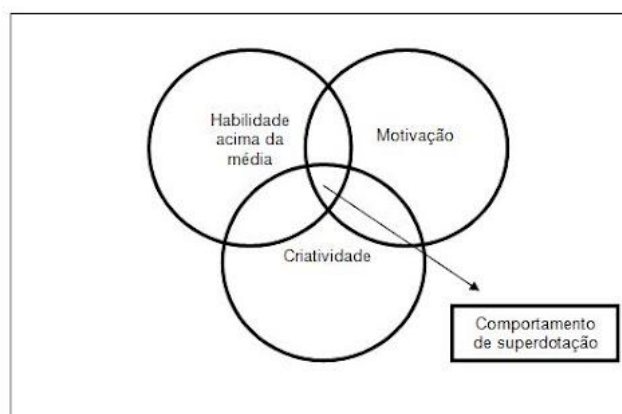 Habilidade
acima da
média
Motivação
Criatividade
Comportamento
de superdotação